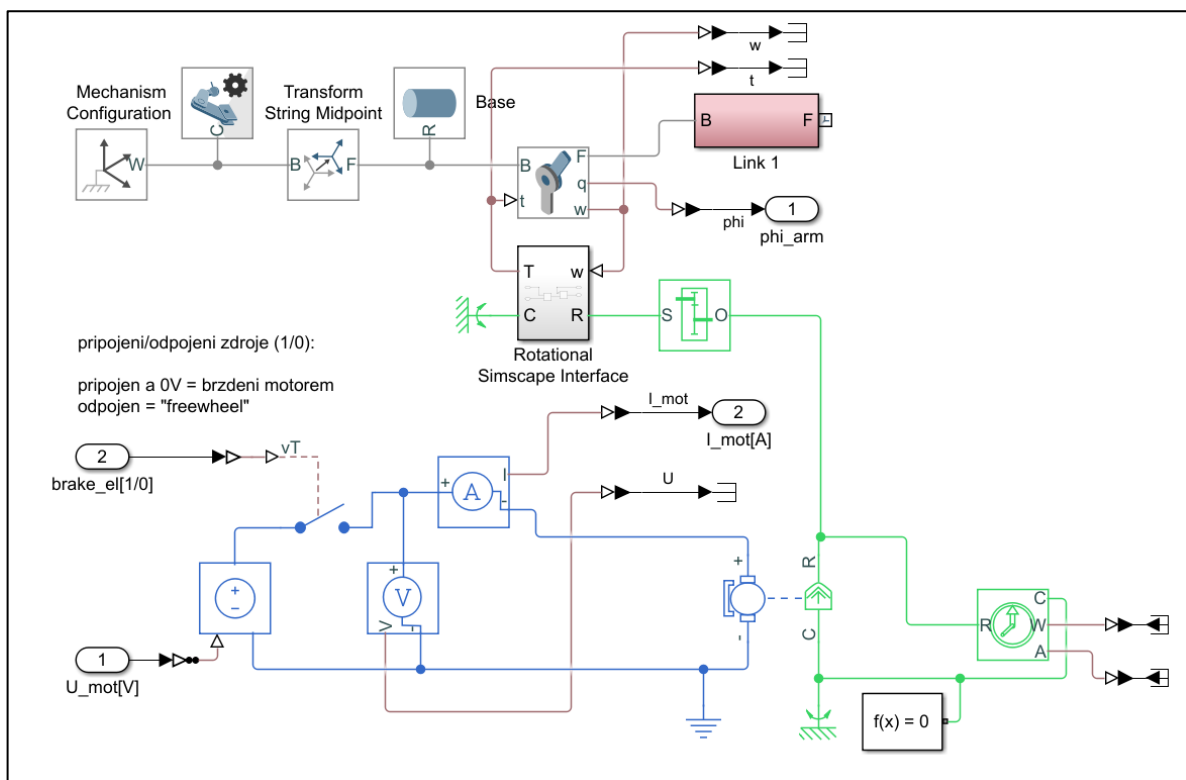 w
t
Mechanism
Configuration
Transform
String Midpoint
Base
C
R
W
B
F
B
F
Link 1
B
F
q
t
w
phi
1
phi_arm
T
w
C
R
S
O
Rotational
Simscape Interface
pripojeni/odpojeni zdroje (1/0):
pripojen a 0V = brzdeni motorem
odpojen = "freewheel"
I_mot
2
I_mot[A]
2
brake_el[1/0]
vT
+
A
I
-
U
+
-
+
V
V
-
+
-
R
C
R
C
W
A
1
U_mot[V]
f(x) = 0